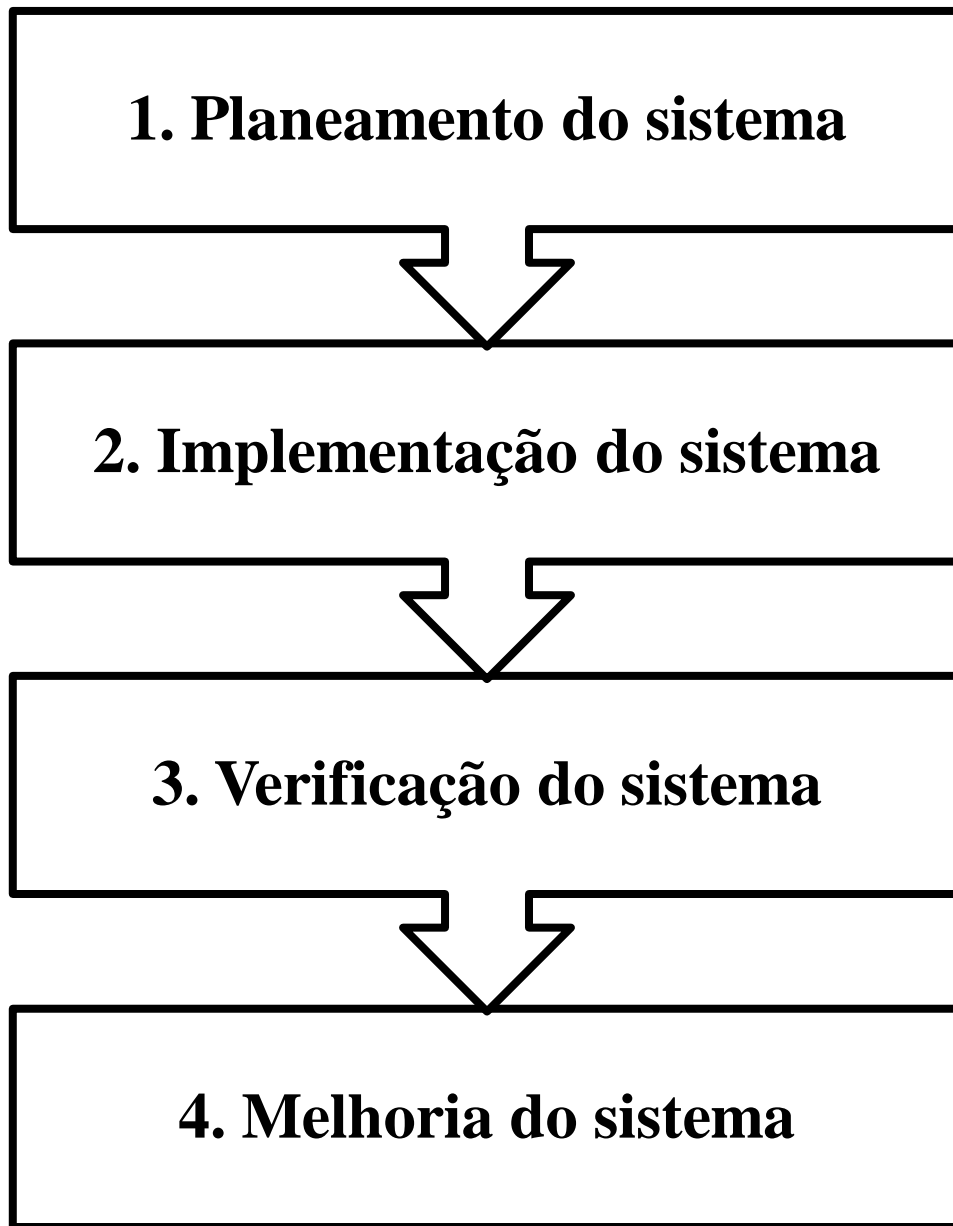 1. Planeamento do sistema
2. Implementação do sistema
3. Verificação do sistema
4. Melhoria do sistema